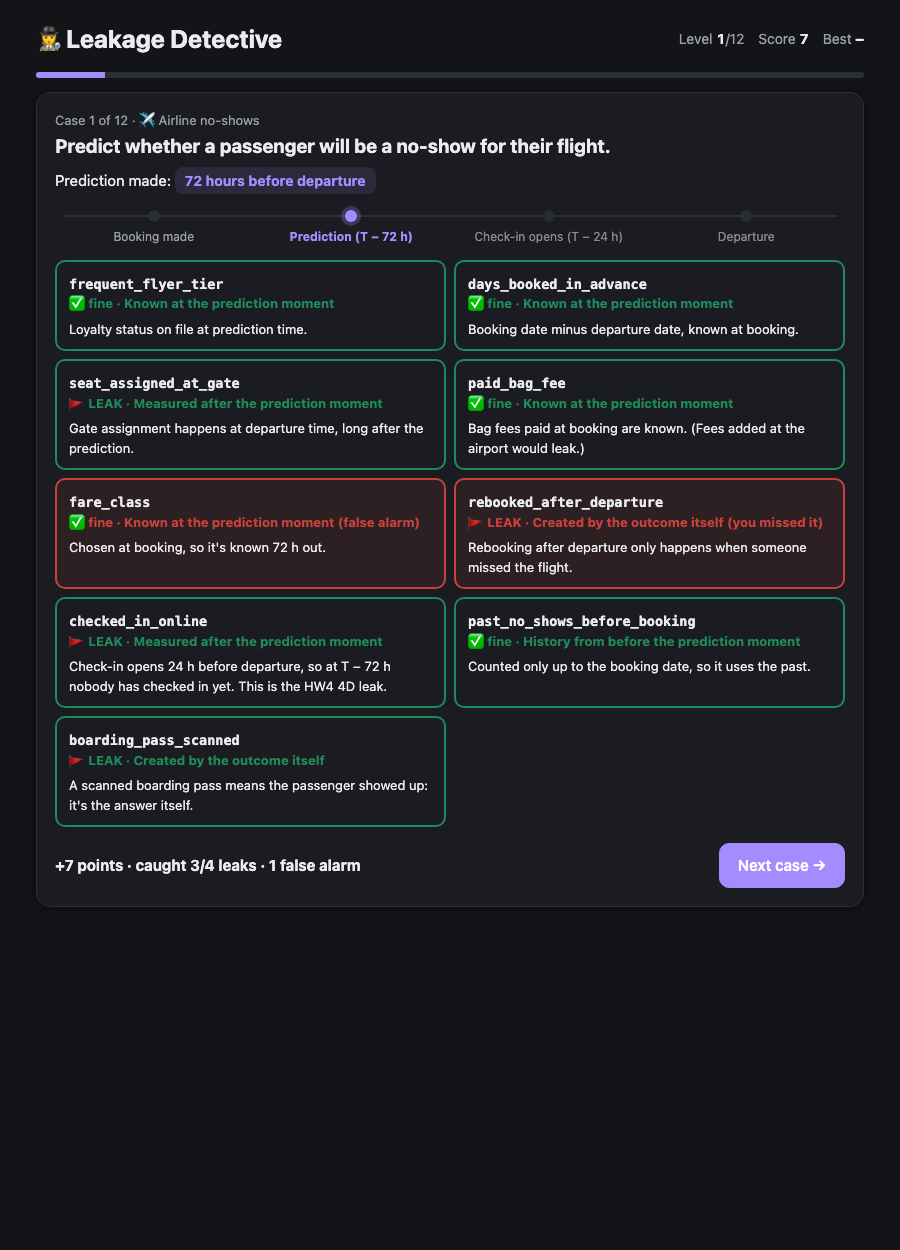 🕵️ Leakage Detective
Level 1/12 Score 7 Best –
Case 1 of 12 · ✈️ Airline no-shows
Predict whether a passenger will be a no-show for their flight.
Prediction made: 72 hours before departure
Booking made
Prediction (T – 72 h)
Check-in opens (T – 24 h)
Departure
frequent_flyer_tier
✅ fine · Known at the prediction moment
Loyalty status on file at prediction time.
days_booked_in_advance
✅ fine · Known at the prediction moment
Booking date minus departure date, known at booking.
seat_assigned_at_gate
🚩 LEAK · Measured after the prediction moment
Gate assignment happens at departure time, long after the
prediction.
paid_bag_fee
✅ fine · Known at the prediction moment
Bag fees paid at booking are known. (Fees added at the
airport would leak.)
fare_class
✅ fine · Known at the prediction moment (false alarm)
Chosen at booking, so it's known 72 h out.
rebooked_after_departure
🚩 LEAK · Created by the outcome itself (you missed it)
Rebooking after departure only happens when someone
missed the flight.
checked_in_online
🚩 LEAK · Measured after the prediction moment
Check-in opens 24 h before departure, so at T – 72 h
nobody has checked in yet. This is the HW4 4D leak.
past_no_shows_before_booking
✅ fine · History from before the prediction moment
Counted only up to the booking date, so it uses the past.
boarding_pass_scanned
🚩 LEAK · Created by the outcome itself
A scanned boarding pass means the passenger showed up:
it's the answer itself.
+7 points · caught 3/4 leaks · 1 false alarm
Next case →